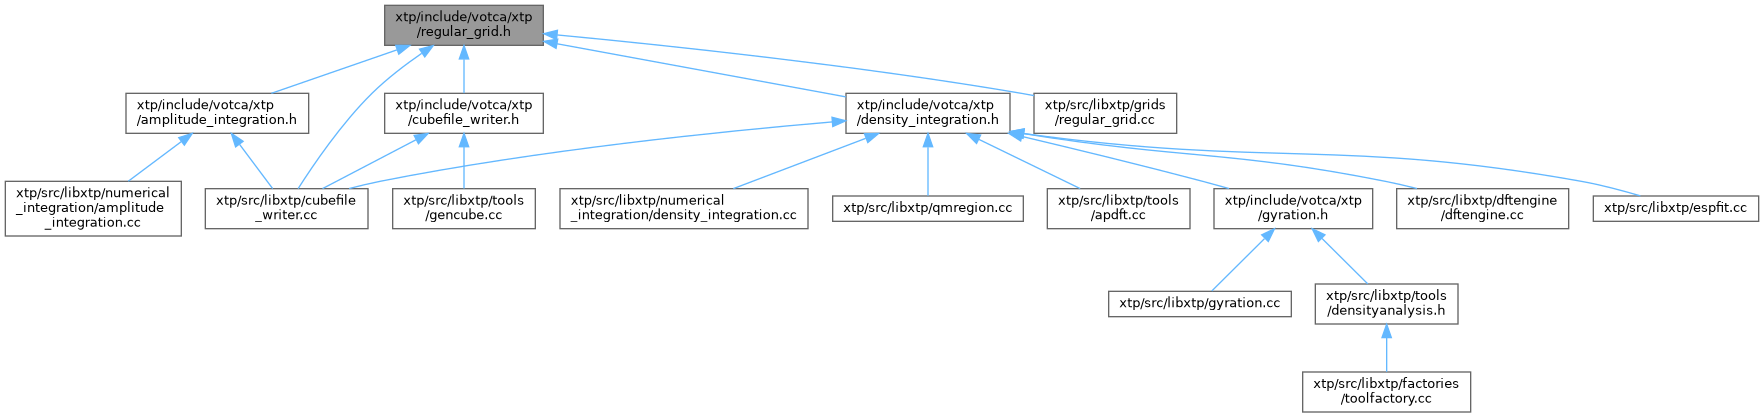 xtp/include/votca/xtp
/regular_grid.h
xtp/include/votca/xtp
/amplitude_integration.h
xtp/include/votca/xtp
/cubefile_writer.h
xtp/include/votca/xtp
/density_integration.h
xtp/src/libxtp/grids
/regular_grid.cc
xtp/src/libxtp/numerical
_integration/amplitude
_integration.cc
xtp/src/libxtp/cubefile
_writer.cc
xtp/src/libxtp/tools
/gencube.cc
xtp/src/libxtp/numerical
_integration/density_integration.cc
xtp/src/libxtp/qmregion.cc
xtp/src/libxtp/tools
/apdft.cc
xtp/include/votca/xtp
/gyration.h
xtp/src/libxtp/dftengine
/dftengine.cc
xtp/src/libxtp/espfit.cc
xtp/src/libxtp/gyration.cc
xtp/src/libxtp/tools
/densityanalysis.h
xtp/src/libxtp/factories
/toolfactory.cc